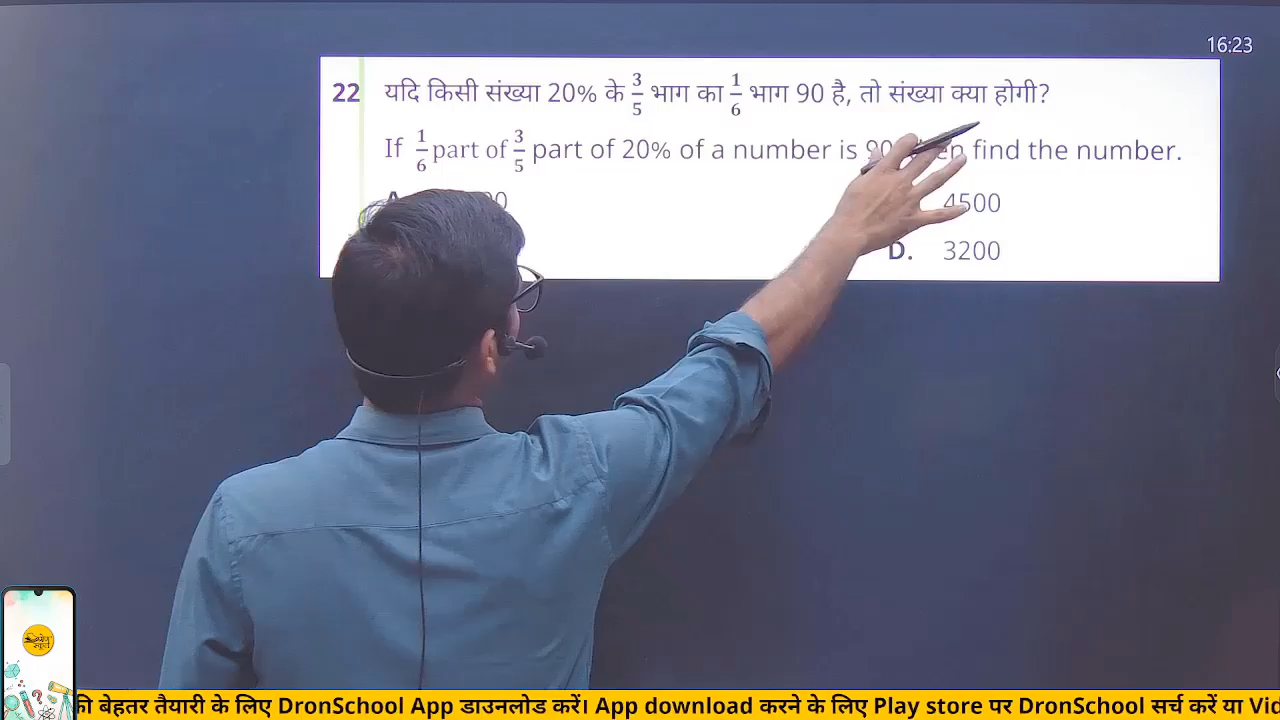 16:23
22 यदि किसी संख्या 20% के 3/5 भाग का 1/6 भाग 90 है, तो संख्या क्या होगी?
If 1/6 part of 3/5 part of 20% of a number is 90 then find the number.
4500
D. 3200
की बेहतर तैयारी के लिए DronSchool App डाउनलोड करें। App download करने के लिए Play store पर DronSchool सर्च करें या